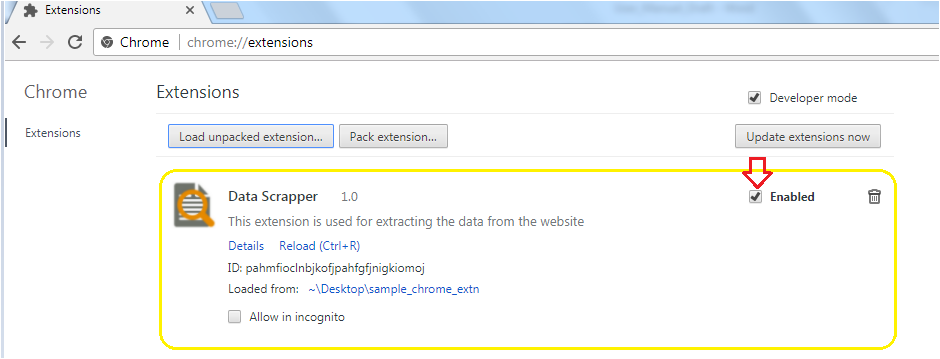 Extensions
Chrome chrome://extensions
Chrome
Extensions
Developer mode
Extensions
Load unpacked extension...
Pack extension...
Update extensions now
Data Scrapper 1.0
Enabled
This extension is used for extracting the data from the website
Details Reload (Ctrl+R)
ID: pahmfioclnbjkofjpahfgfjnigkiomoj
Loaded from: ~\Desktop\sample_chrome_extn
Allow in incognito